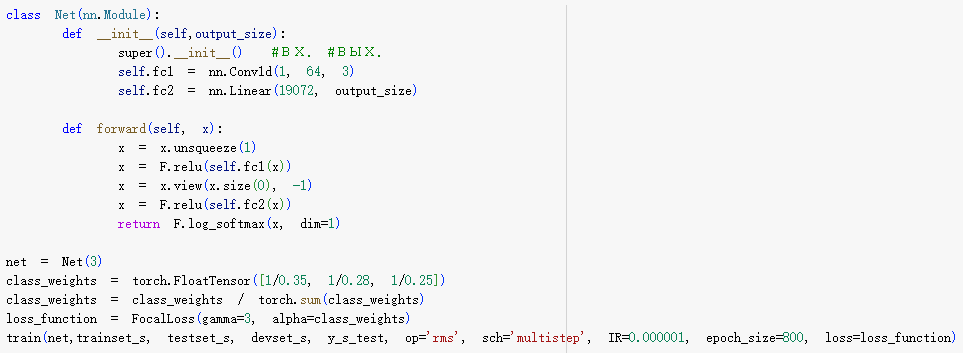 class Net(nn.Module):
def __init__(self,output_size):
super().__init__() #ВХ. #ВЫХ.
self.fc1 = nn.Conv1d(1, 64, 3)
self.fc2 = nn.Linear(19072, output_size)
def forward(self, x):
x = x.unsqueeze(1)
x = F.relu(self.fc1(x))
x = x.view(x.size(0), -1)
x = F.relu(self.fc2(x))
return F.log_softmax(x, dim=1)
net = Net(3)
class_weights = torch.FloatTensor([1/0.35, 1/0.28, 1/0.25])
class_weights = class_weights / torch.sum(class_weights)
loss_function = FocalLoss(gamma=3, alpha=class_weights)
train(net,trainset_s, testset_s, devset_s, y_s_test, op='rms', sch='multistep', IR=0.000001, epoch_size=800, loss=loss_function)